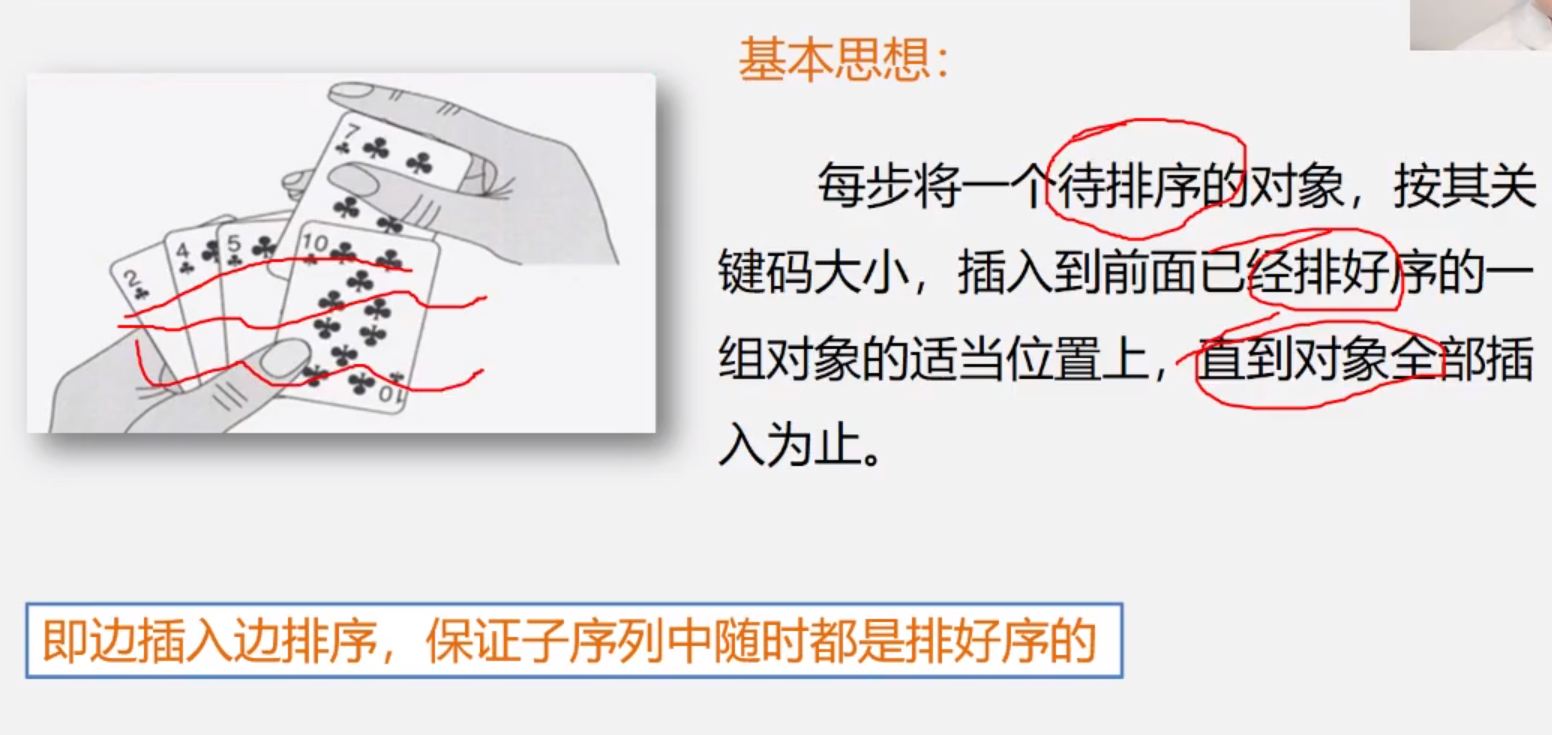 基本思想：
每步将一个待排序的对象，按其关
键码大小，插入到前面已经排好序的一
组对象的适当位置上，直到对象全部插
入为止。
7
2
4
5
10
10
即边插入边排序，保证子序列中随时都是排好序的